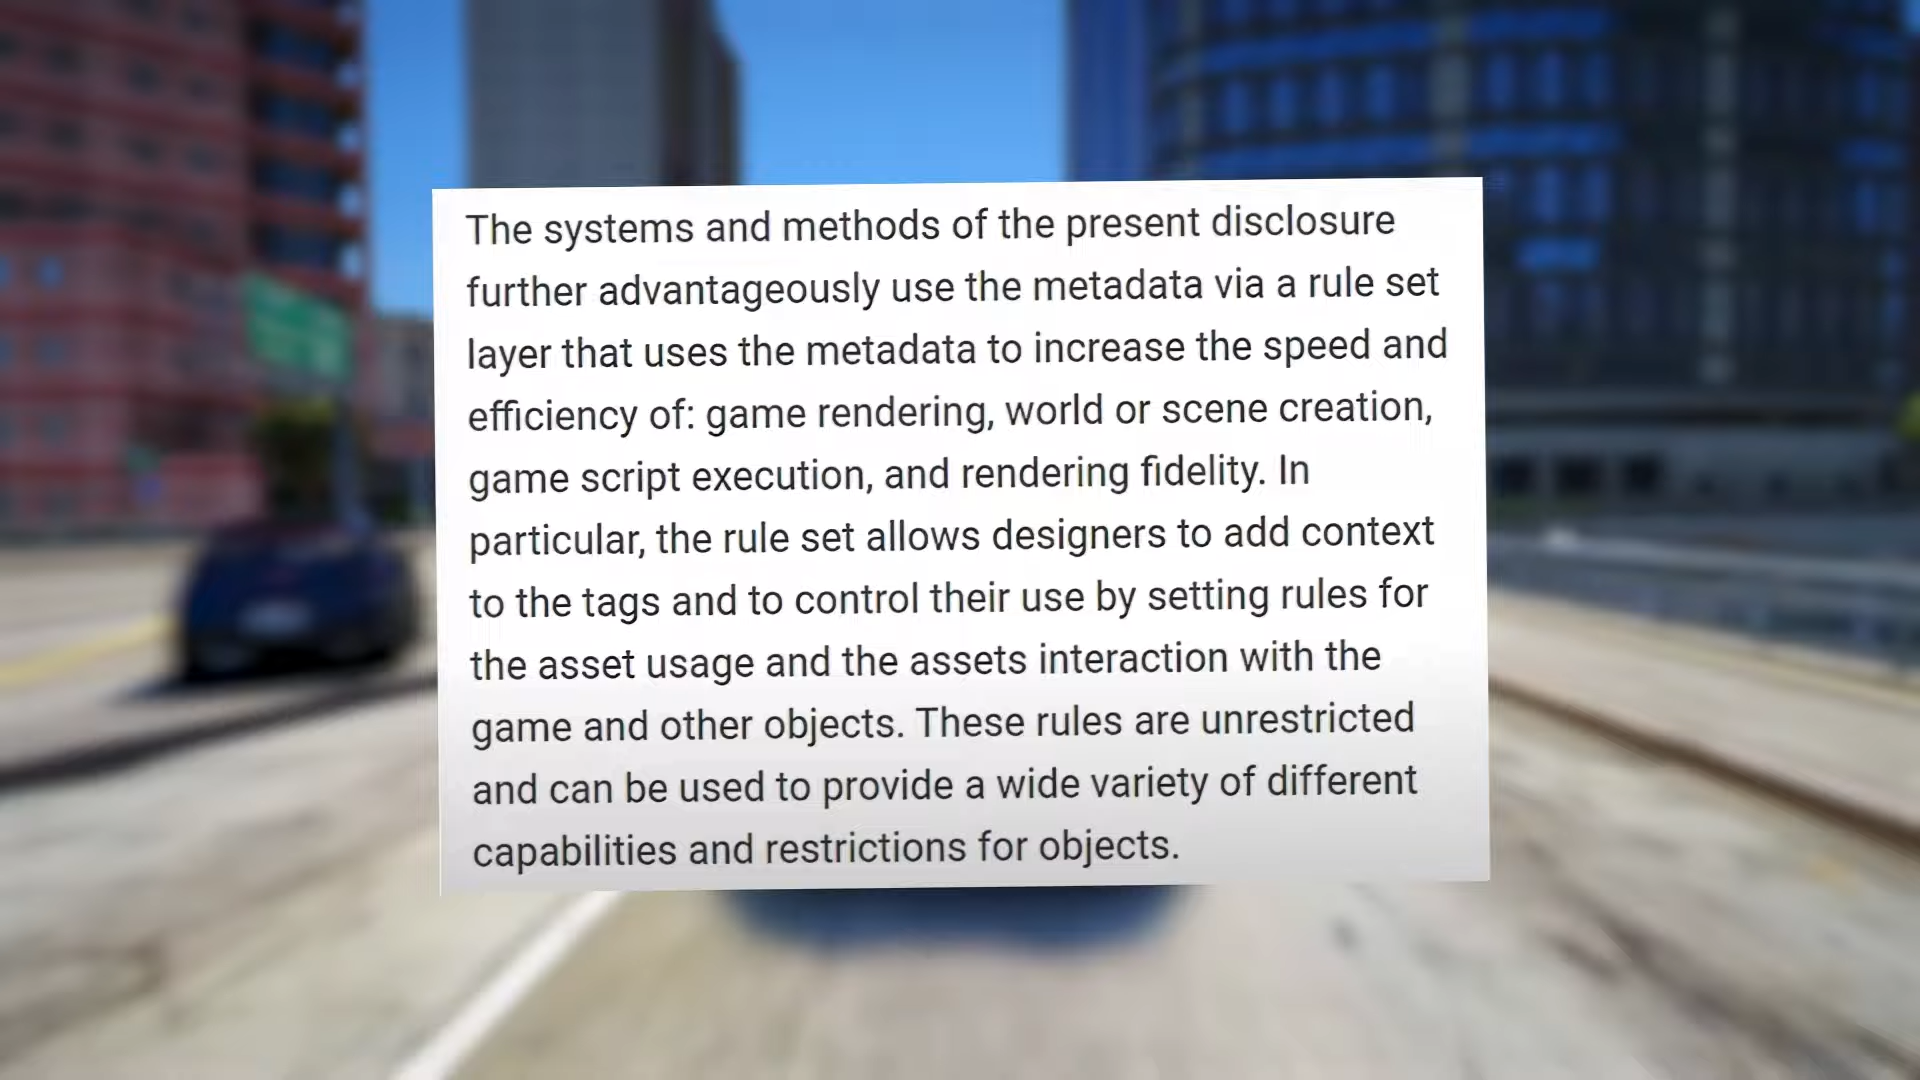 The systems and methods of the present disclosure
further advantageously use the metadata via a rule set
layer that uses the metadata to increase the speed and
efficiency of: game rendering, world or scene creation,
game script execution, and rendering fidelity. In
particular, the rule set allows designers to add context
to the tags and to control their use by setting rules for
the asset usage and the assets interaction with the
game and other objects. These rules are unrestricted
and can be used to provide a wide variety of different
capabilities and restrictions for objects.